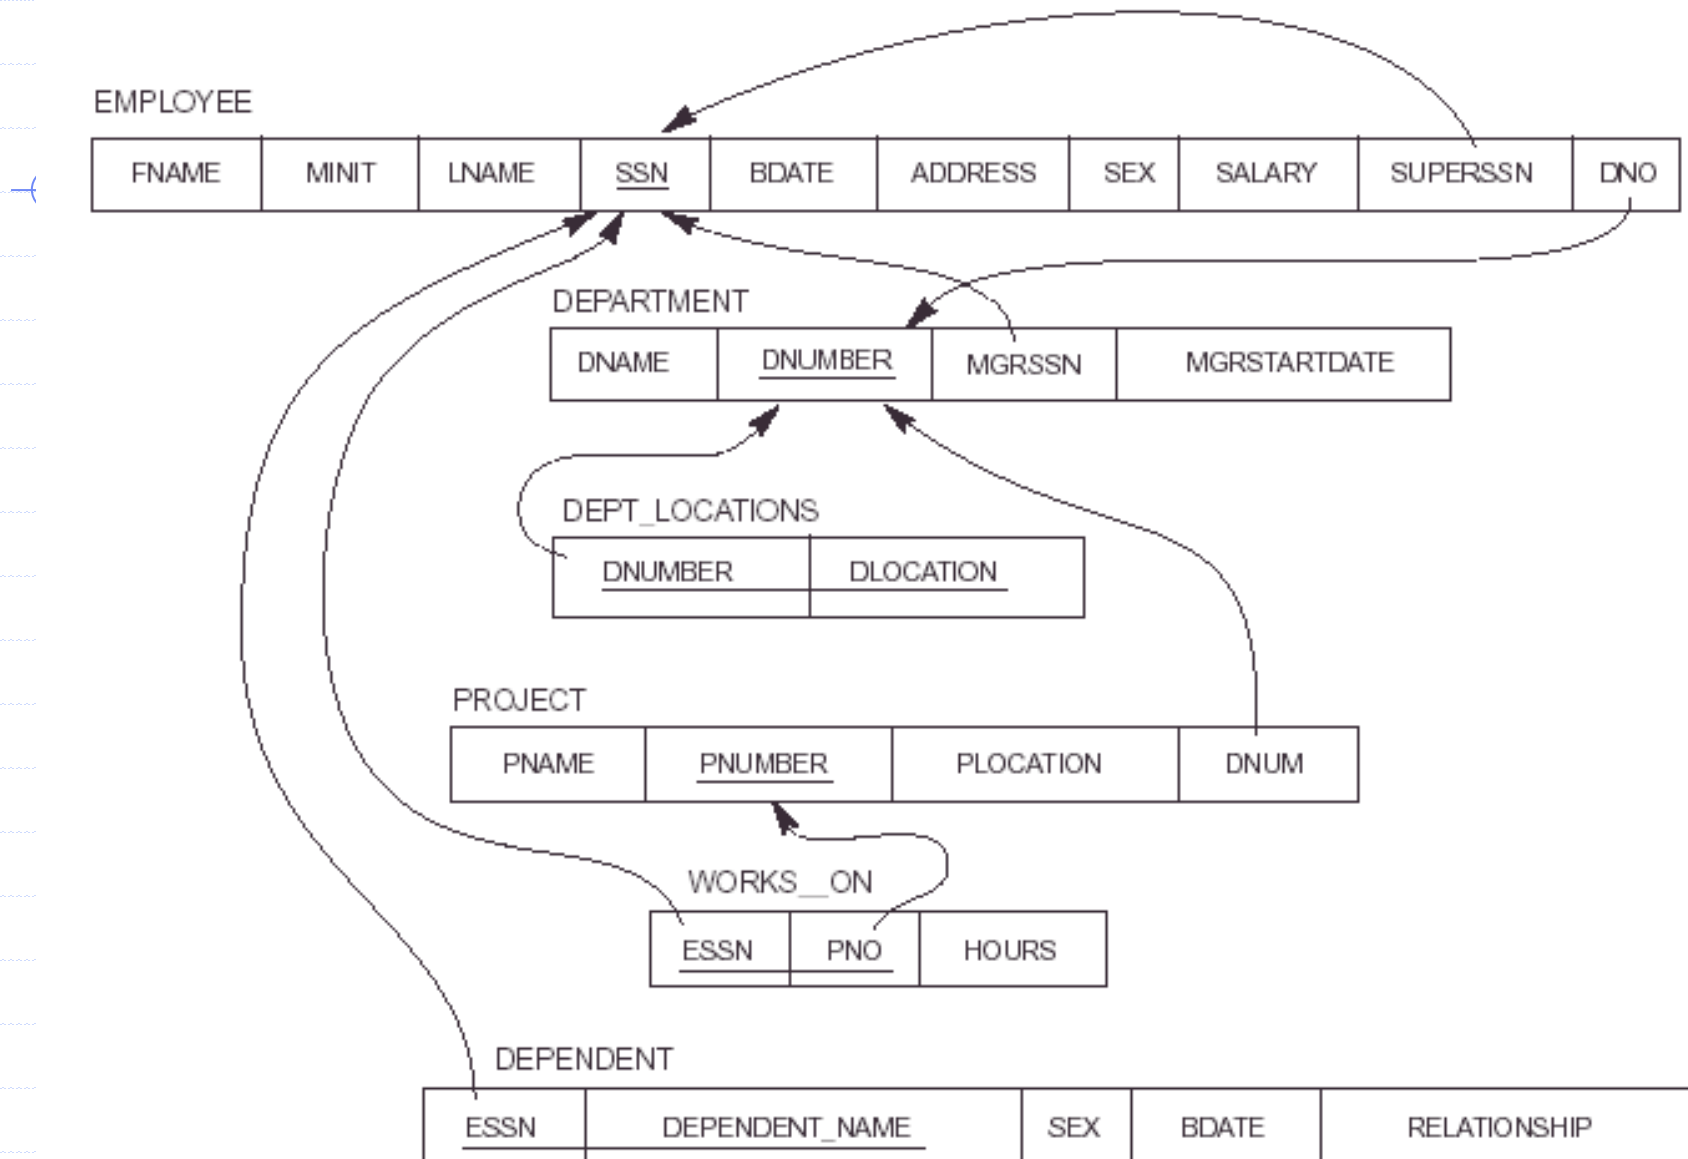 EMPLOYEE
FNAME MINIT LNAME SSN BDATE ADDRESS SEX SALARY SUPERSSN DNO
DEPARTMENT
DNAME DNUMBER MGRSSN MGRSTARTDATE
DEPT_LOCATIONS
DNUMBER DLOCATION
PROJECT
PNAME PNUMBER PLOCATION DNUM
WORKS__ON
ESSN PNO HOURS
DEPENDENT
ESSN DEPENDENT_NAME SEX BDATE RELATIONSHIP